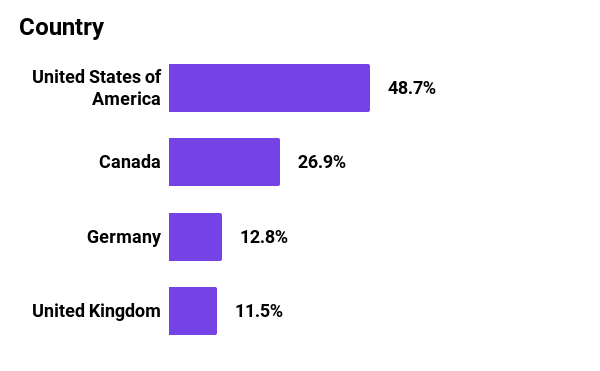 Country
United States of
America
48.7%
Canada
26.9%
Germany
12.8%
United Kingdom
11.5%